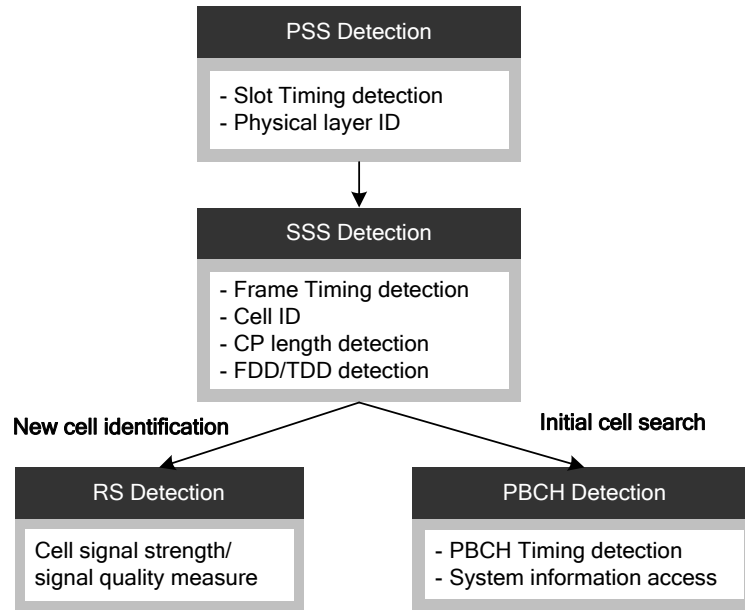 PSS Detection
- Slot Timing detection
- Physical layer ID
SSS Detection
- Frame Timing detection
- Cell ID
- CP length detection
- FDD/TDD detection
New cell identification
Initial cell search
RS Detection
Cell signal strength/
signal quality measure
PBCH Detection
- PBCH Timing detection
- System information access